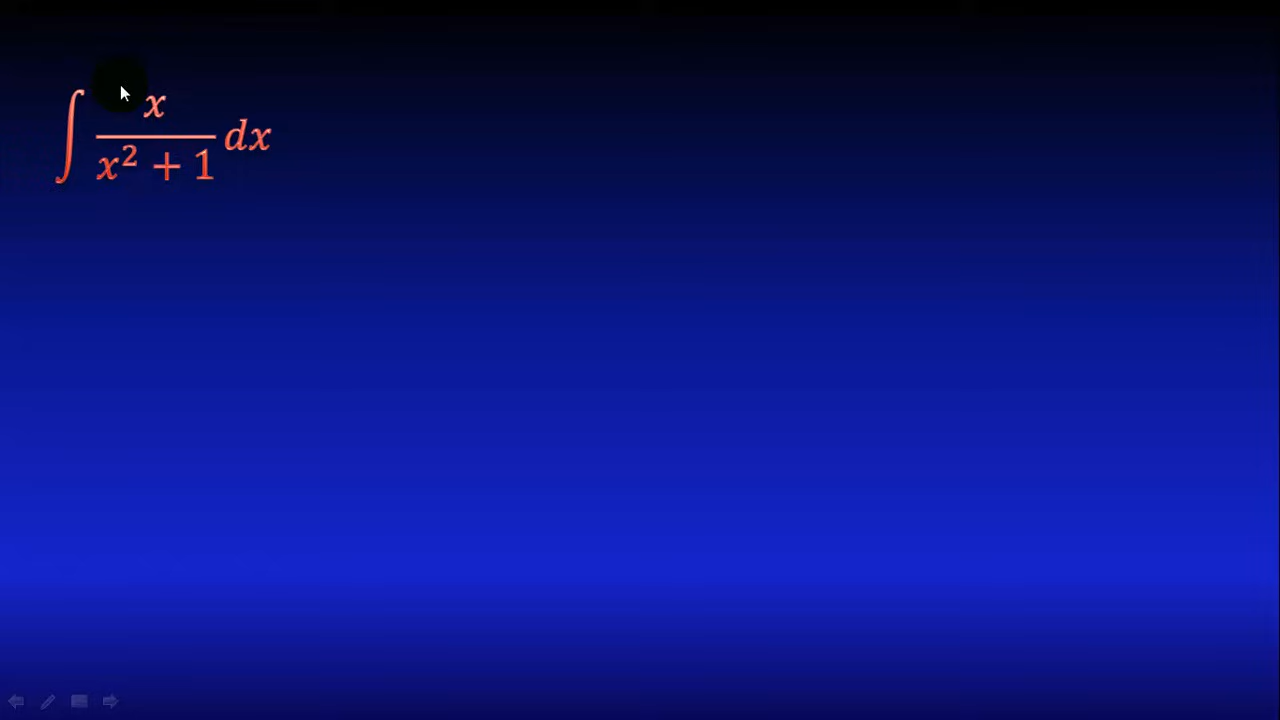 ∫ x / (x² + 1) dx